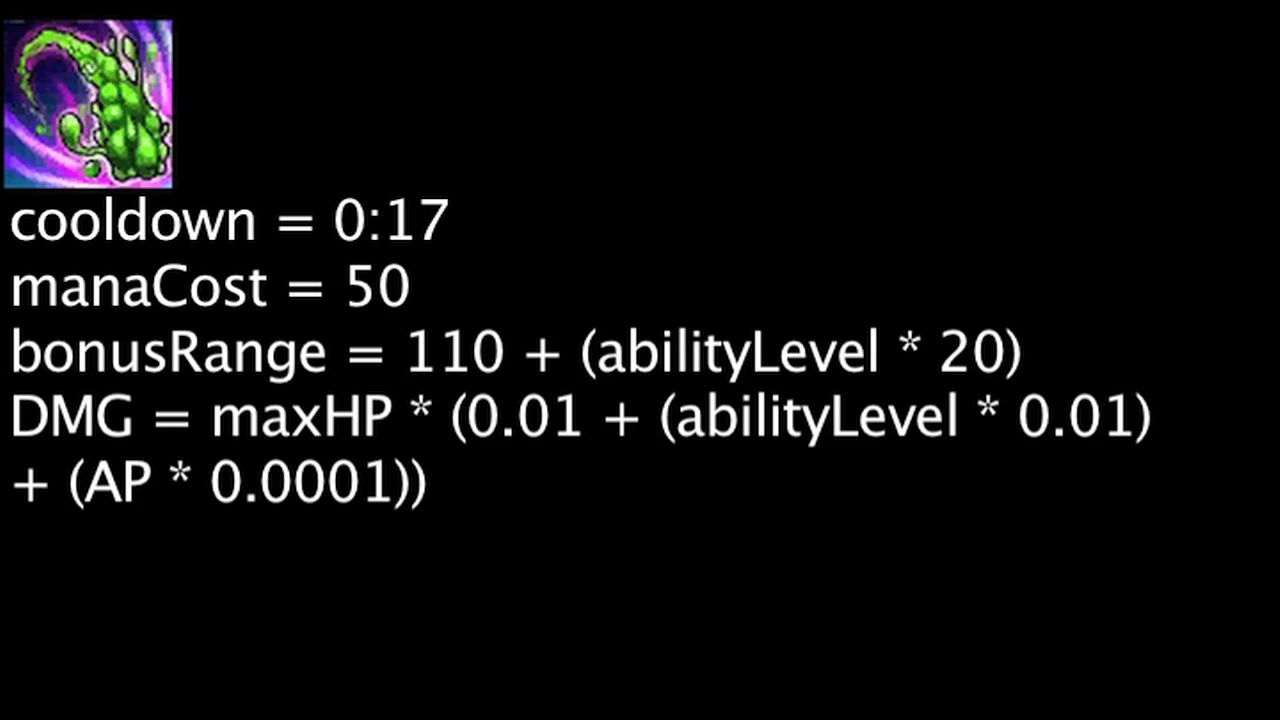 cooldown = 0:17
manaCost = 50
bonusRange = 110 + (abilityLevel * 20)
DMG = maxHP * (0.01 + (abilityLevel * 0.01)
+ (AP * 0.0001))